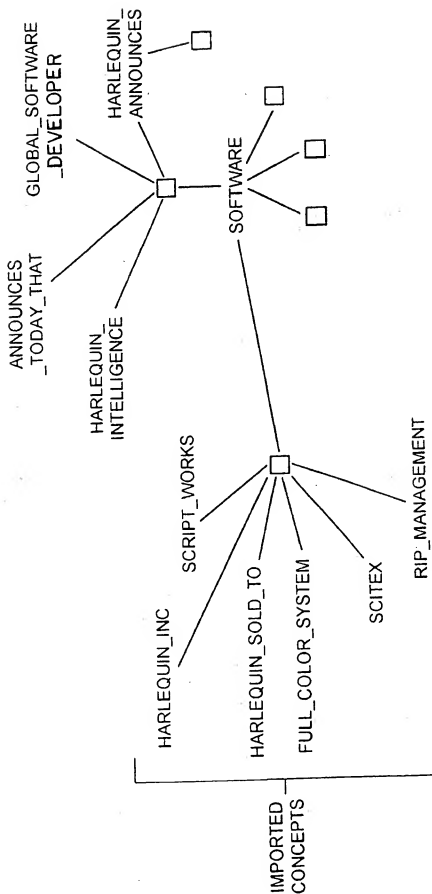 GLOBAL_SOFTWARE
_DEVELOPER
HARLEQUIN_
ANNOUNCES
ANNOUNCES
_TODAY_THAT
HARLEQUIN_
INTELLIGENCE
SOFTWARE
SCRIPT_WORKS
HARLEQUIN_INC
HARLEQUIN_SOLD_TO
FULL_COLOR_SYSTEM
SCITEX
RIP_MANAGEMENT
IMPORTED
CONCEPTS